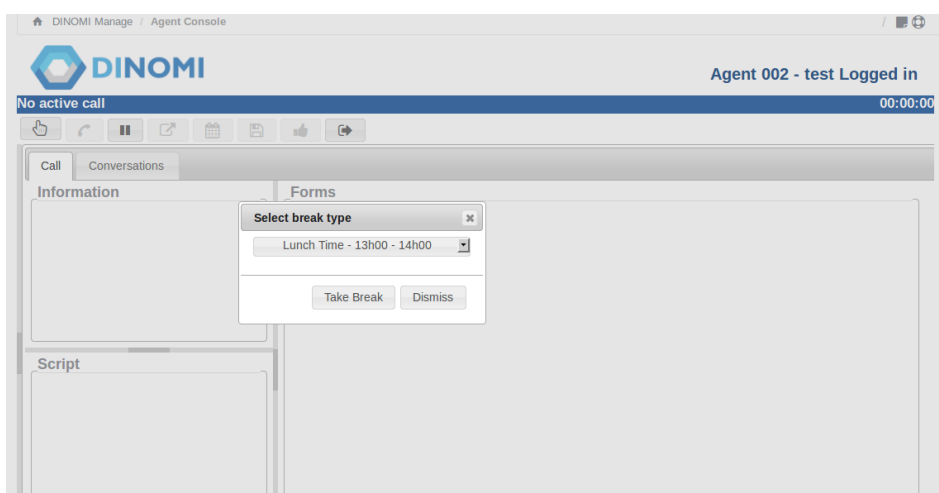 DINOMI Manage / Agent Console /
DINOMI
Agent 002 - test Logged in
No active call 00:00:00
Call Conversations
Information Forms
Select break type
Lunch Time - 13h00 - 14h00
Take Break Dismiss
Script